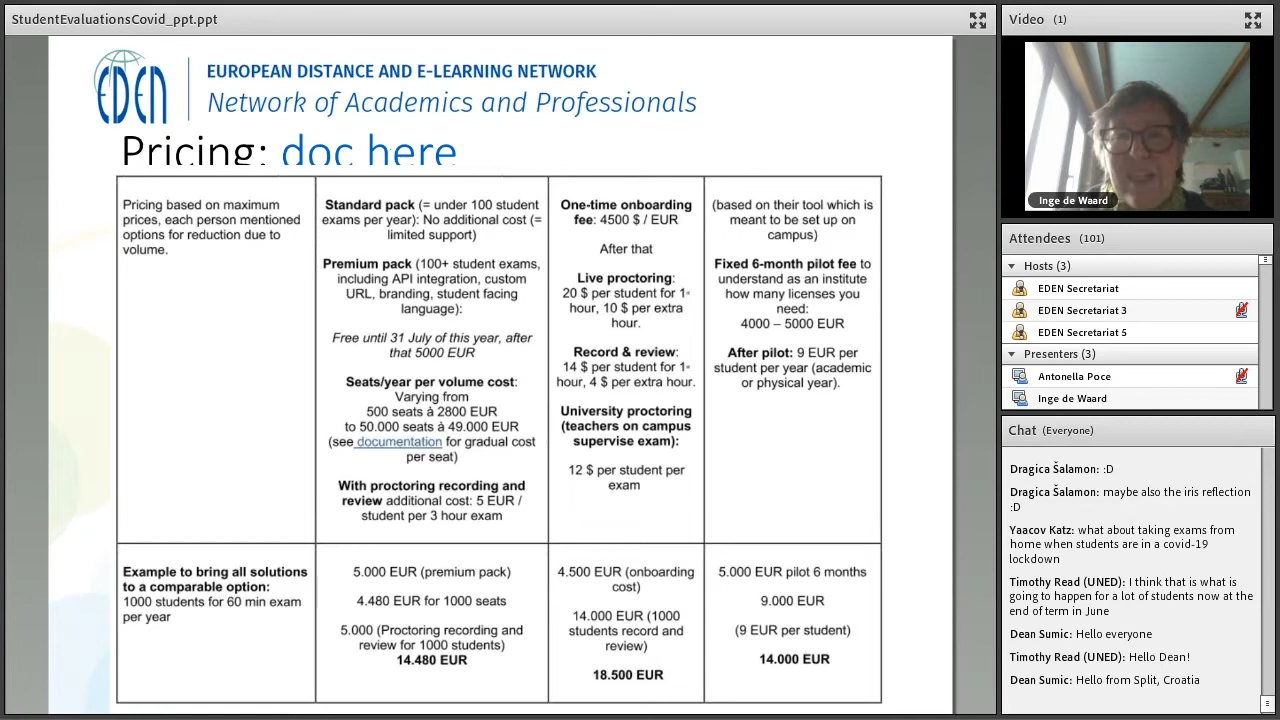 StudentEvaluationsCovid_ppt.ppt
EDEN
EUROPEAN DISTANCE AND E-LEARNING NETWORK
Network of Academics and Professionals
Pricing: doc here
Pricing based on maximum
prices, each person mentioned
options for reduction due to
volume.
Standard pack (= under 100 student
exams per year): No additional cost (=
limited support)
Premium pack (100+ student exams,
including API integration, custom
URL, branding, student facing
language):
Free until 31 July of this year, after
that 5000 EUR
Seats/year per volume cost:
Varying from
500 seats à 2800 EUR
to 50.000 seats à 49.000 EUR
(see documentation for gradual cost
per seat)
With proctoring recording and
review additional cost: 5 EUR /
student per 3 hour exam
One-time onboarding
fee: 4500 $ / EUR
After that
Live proctoring:
20 $ per student for 1-
hour, 10 $ per extra
hour.
Record & review:
14 $ per student for 1-
hour, 4 $ per extra hour.
University proctoring
(teachers on campus
supervise exam):
12 $ per student per
exam
(based on their tool which is
meant to be set up on
campus)
Fixed 6-month pilot fee to
understand as an institute
how many licenses you
need:
4000 – 5000 EUR
After pilot: 9 EUR per
student per year (academic
or physical year).
Example to bring all solutions
to a comparable option:
1000 students for 60 min exam
per year
5.000 EUR (premium pack)
4.480 EUR for 1000 seats
5.000 (Proctoring recording and
review for 1000 students)
14.480 EUR
4.500 EUR (onboarding
cost)
14.000 EUR (1000
students record and
review)
18.500 EUR
5.000 EUR pilot 6 months
9.000 EUR
(9 EUR per student)
14.000 EUR
Video (1)
Inge de Waard
Attendees (101)
Hosts (3)
EDEN Secretariat
EDEN Secretariat 3
EDEN Secretariat 5
Presenters (3)
Antonella Poce
Inge de Waard
Chat (Everyone)
Dragica Šalamon: :D
Dragica Šalamon: maybe also the iris reflection
:D
Yaacov Katz: what about taking exams from
home when students are in a covid-19
lockdown
Timothy Read (UNED): I think that is what is
going to happen for a lot of students now at the
end of term in June
Dean Sumic: Hello everyone
Timothy Read (UNED): Hello Dean!
Dean Sumic: Hello from Split, Croatia